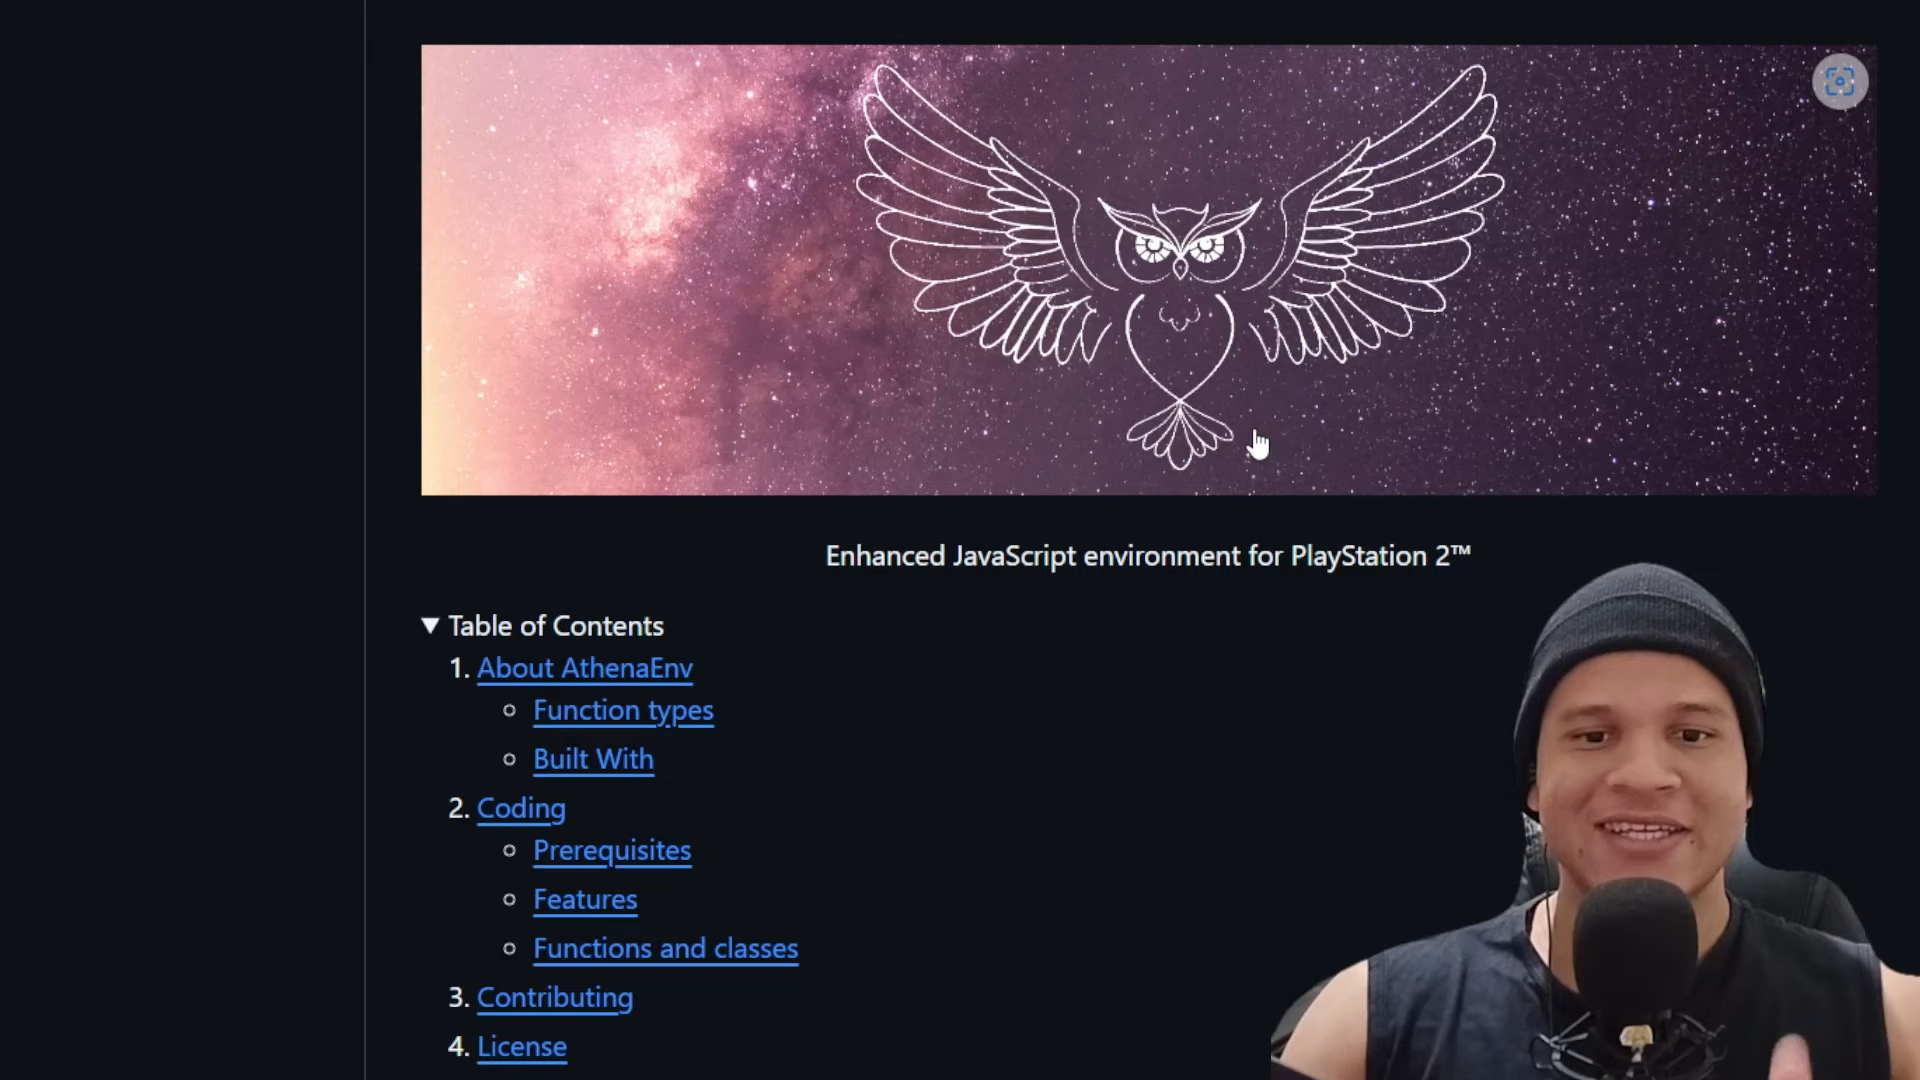 Enhanced JavaScript environment for PlayStation 2™
▼ Table of Contents
1. About AthenaEnv
Function types
Built With
2. Coding
Prerequisites
Features
Functions and classes
3. Contributing
4. License